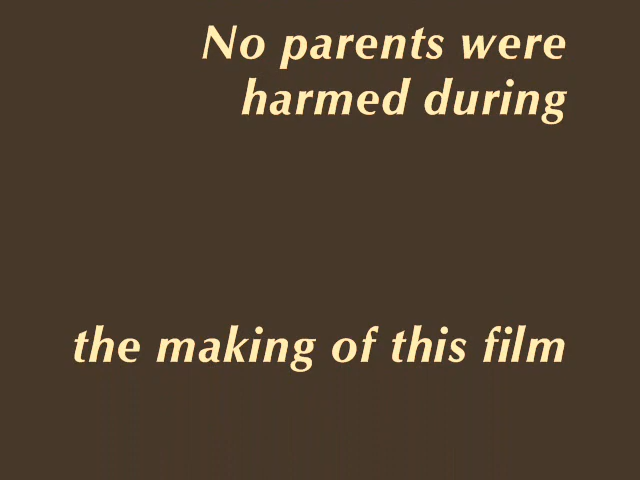 No parents were
harmed during
the making of this film